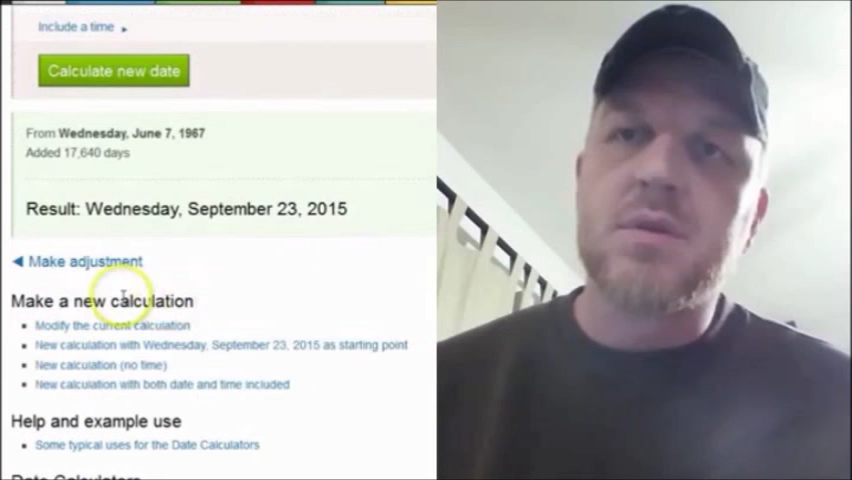 Include a time
Calculate new date
From Wednesday, June 7, 1967
Added 17,640 days
Result: Wednesday, September 23, 2015
Make adjustment
Make a new calculation
Modify the current calculation
New calculation with Wednesday, September 23, 2015 as starting point
New calculation (no time)
New calculation with both date and time included
Help and example use
Some typical uses for the Date Calculators
Date Calculators